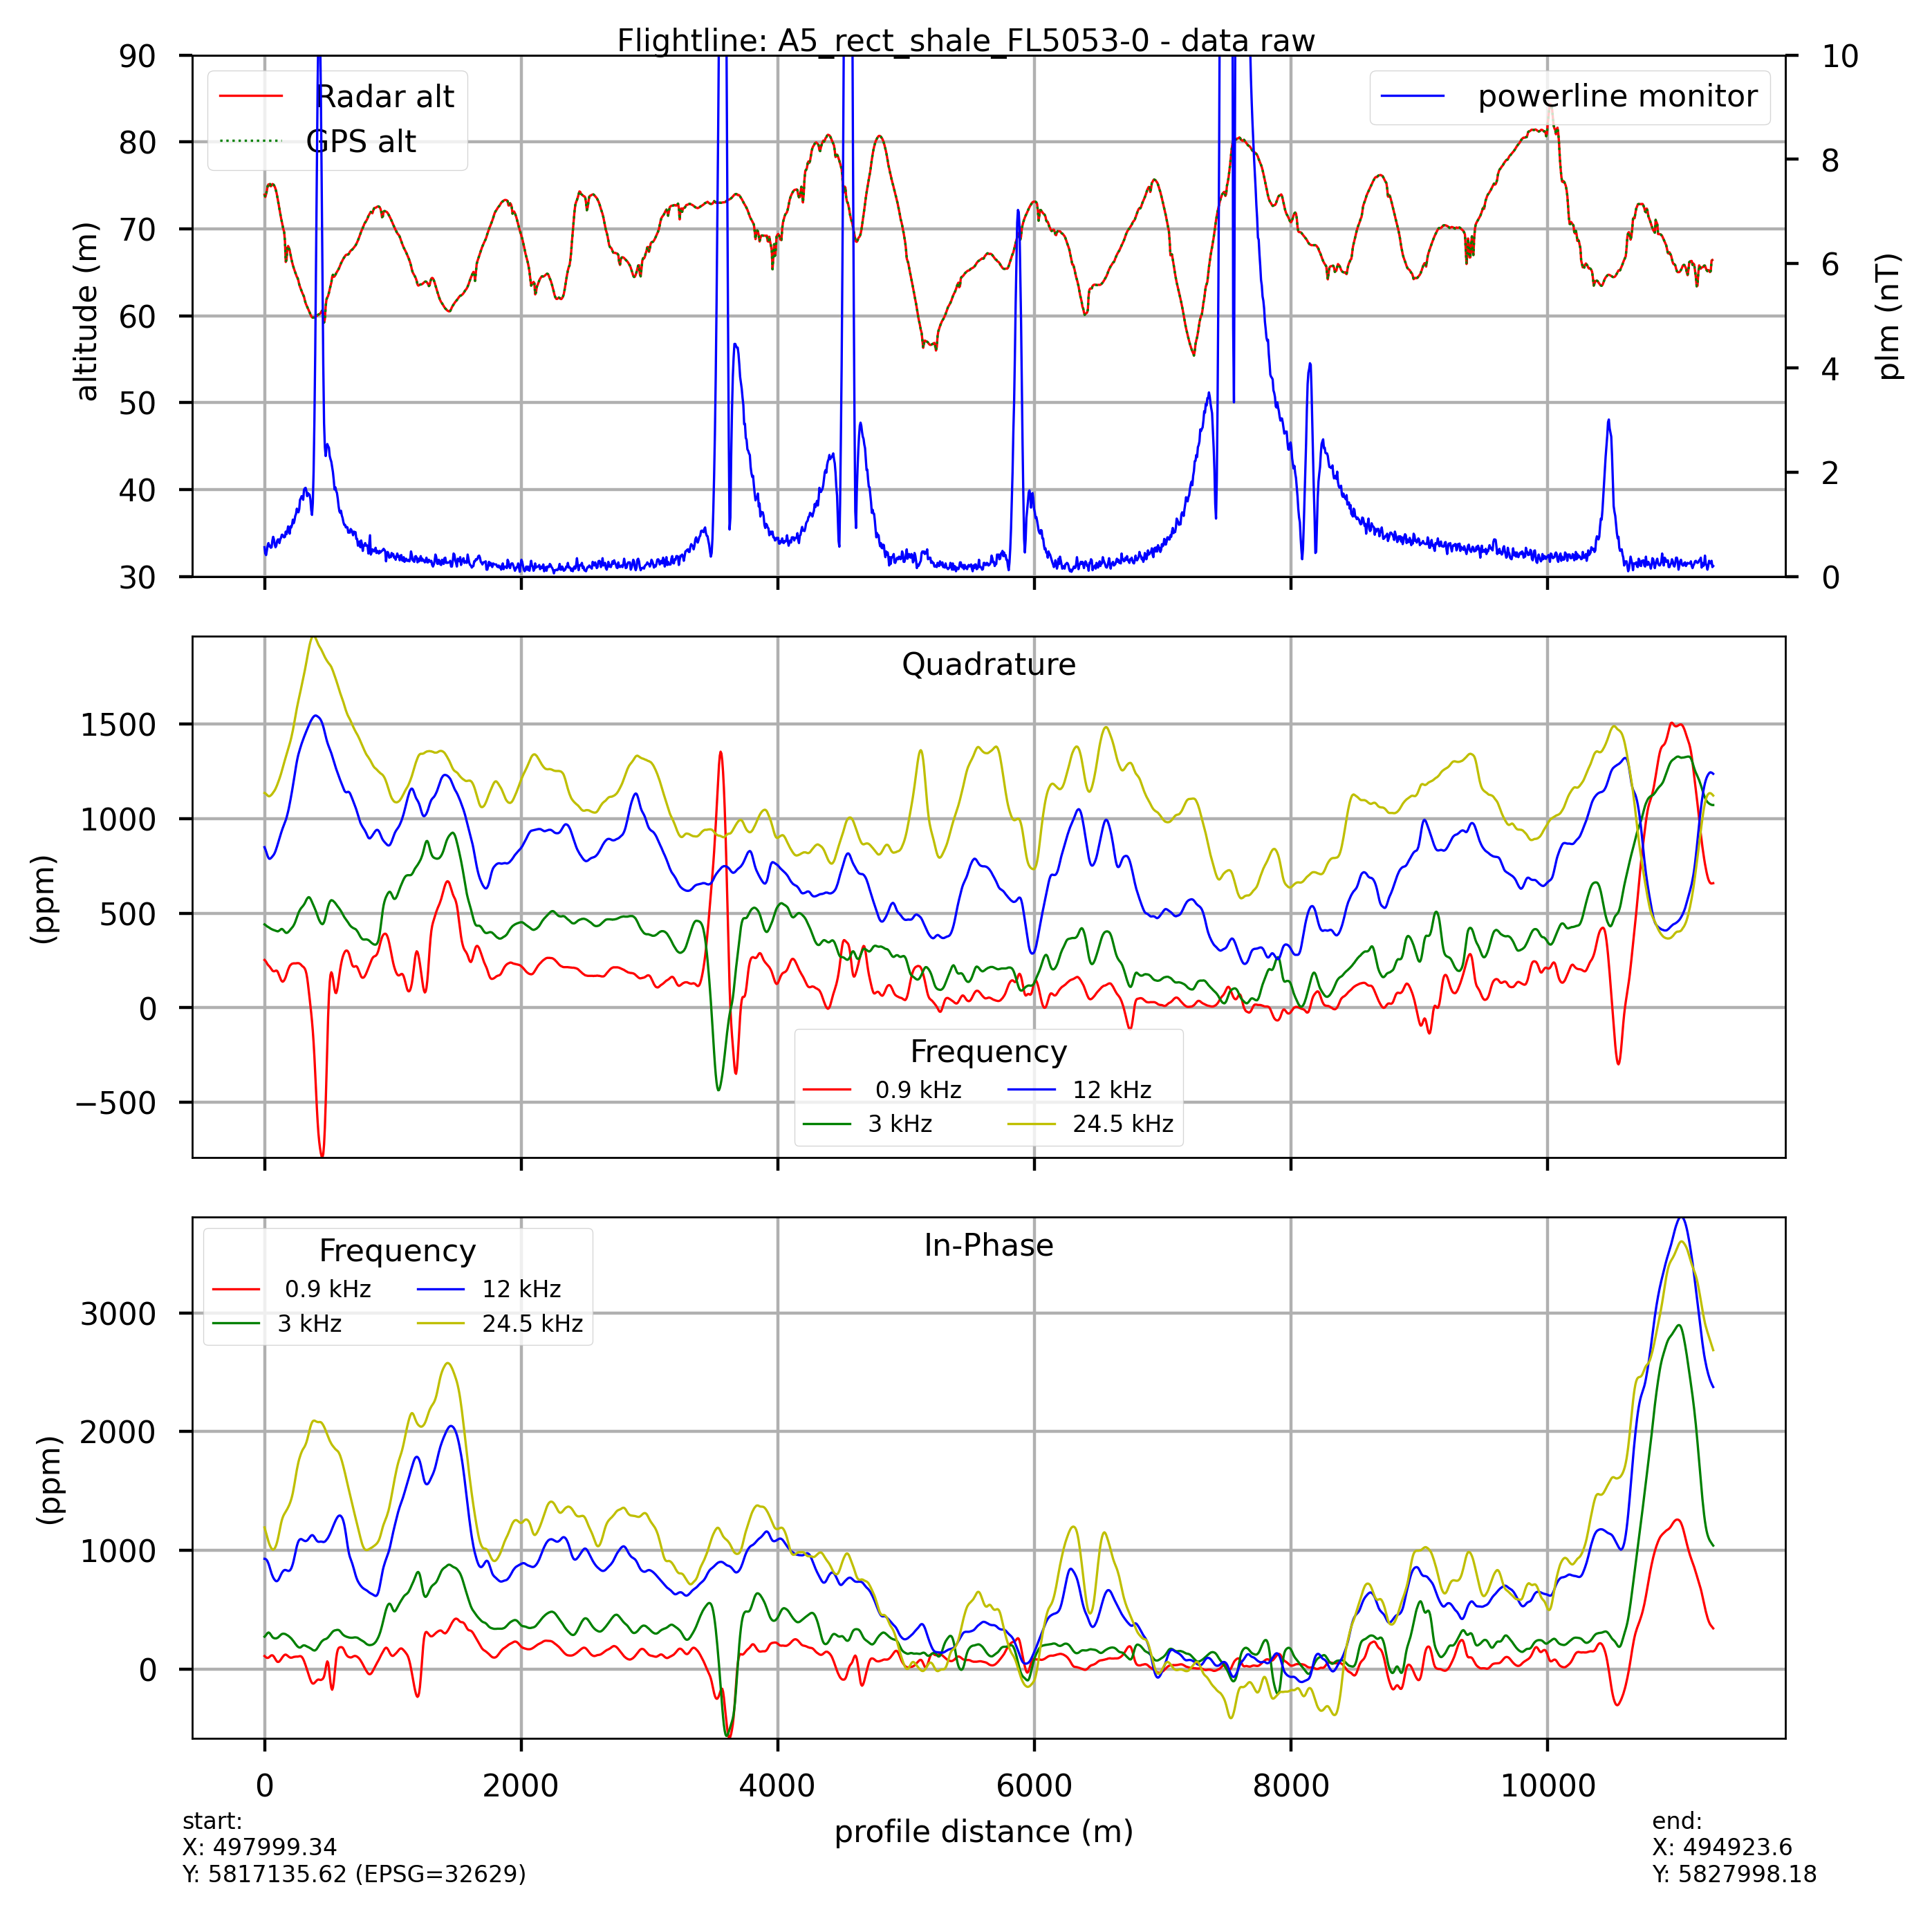 Flightline: A5_rect_shale_FL5053-0 - data raw
90
80
70
60
50
40
30
altitude (m)
Radar alt
GPS alt
powerline monitor
10
8
6
4
2
0
plm (nT)
Quadrature
1500
1000
500
0
−500
(ppm)
Frequency
0.9 kHz
3 kHz
12 kHz
24.5 kHz
In-Phase
3000
2000
1000
0
(ppm)
Frequency
0.9 kHz
3 kHz
12 kHz
24.5 kHz
0 2000 4000 6000 8000 10000
profile distance (m)
start:
X: 497999.34
Y: 5817135.62 (EPSG=32629)
end:
X: 494923.6
Y: 5827998.18